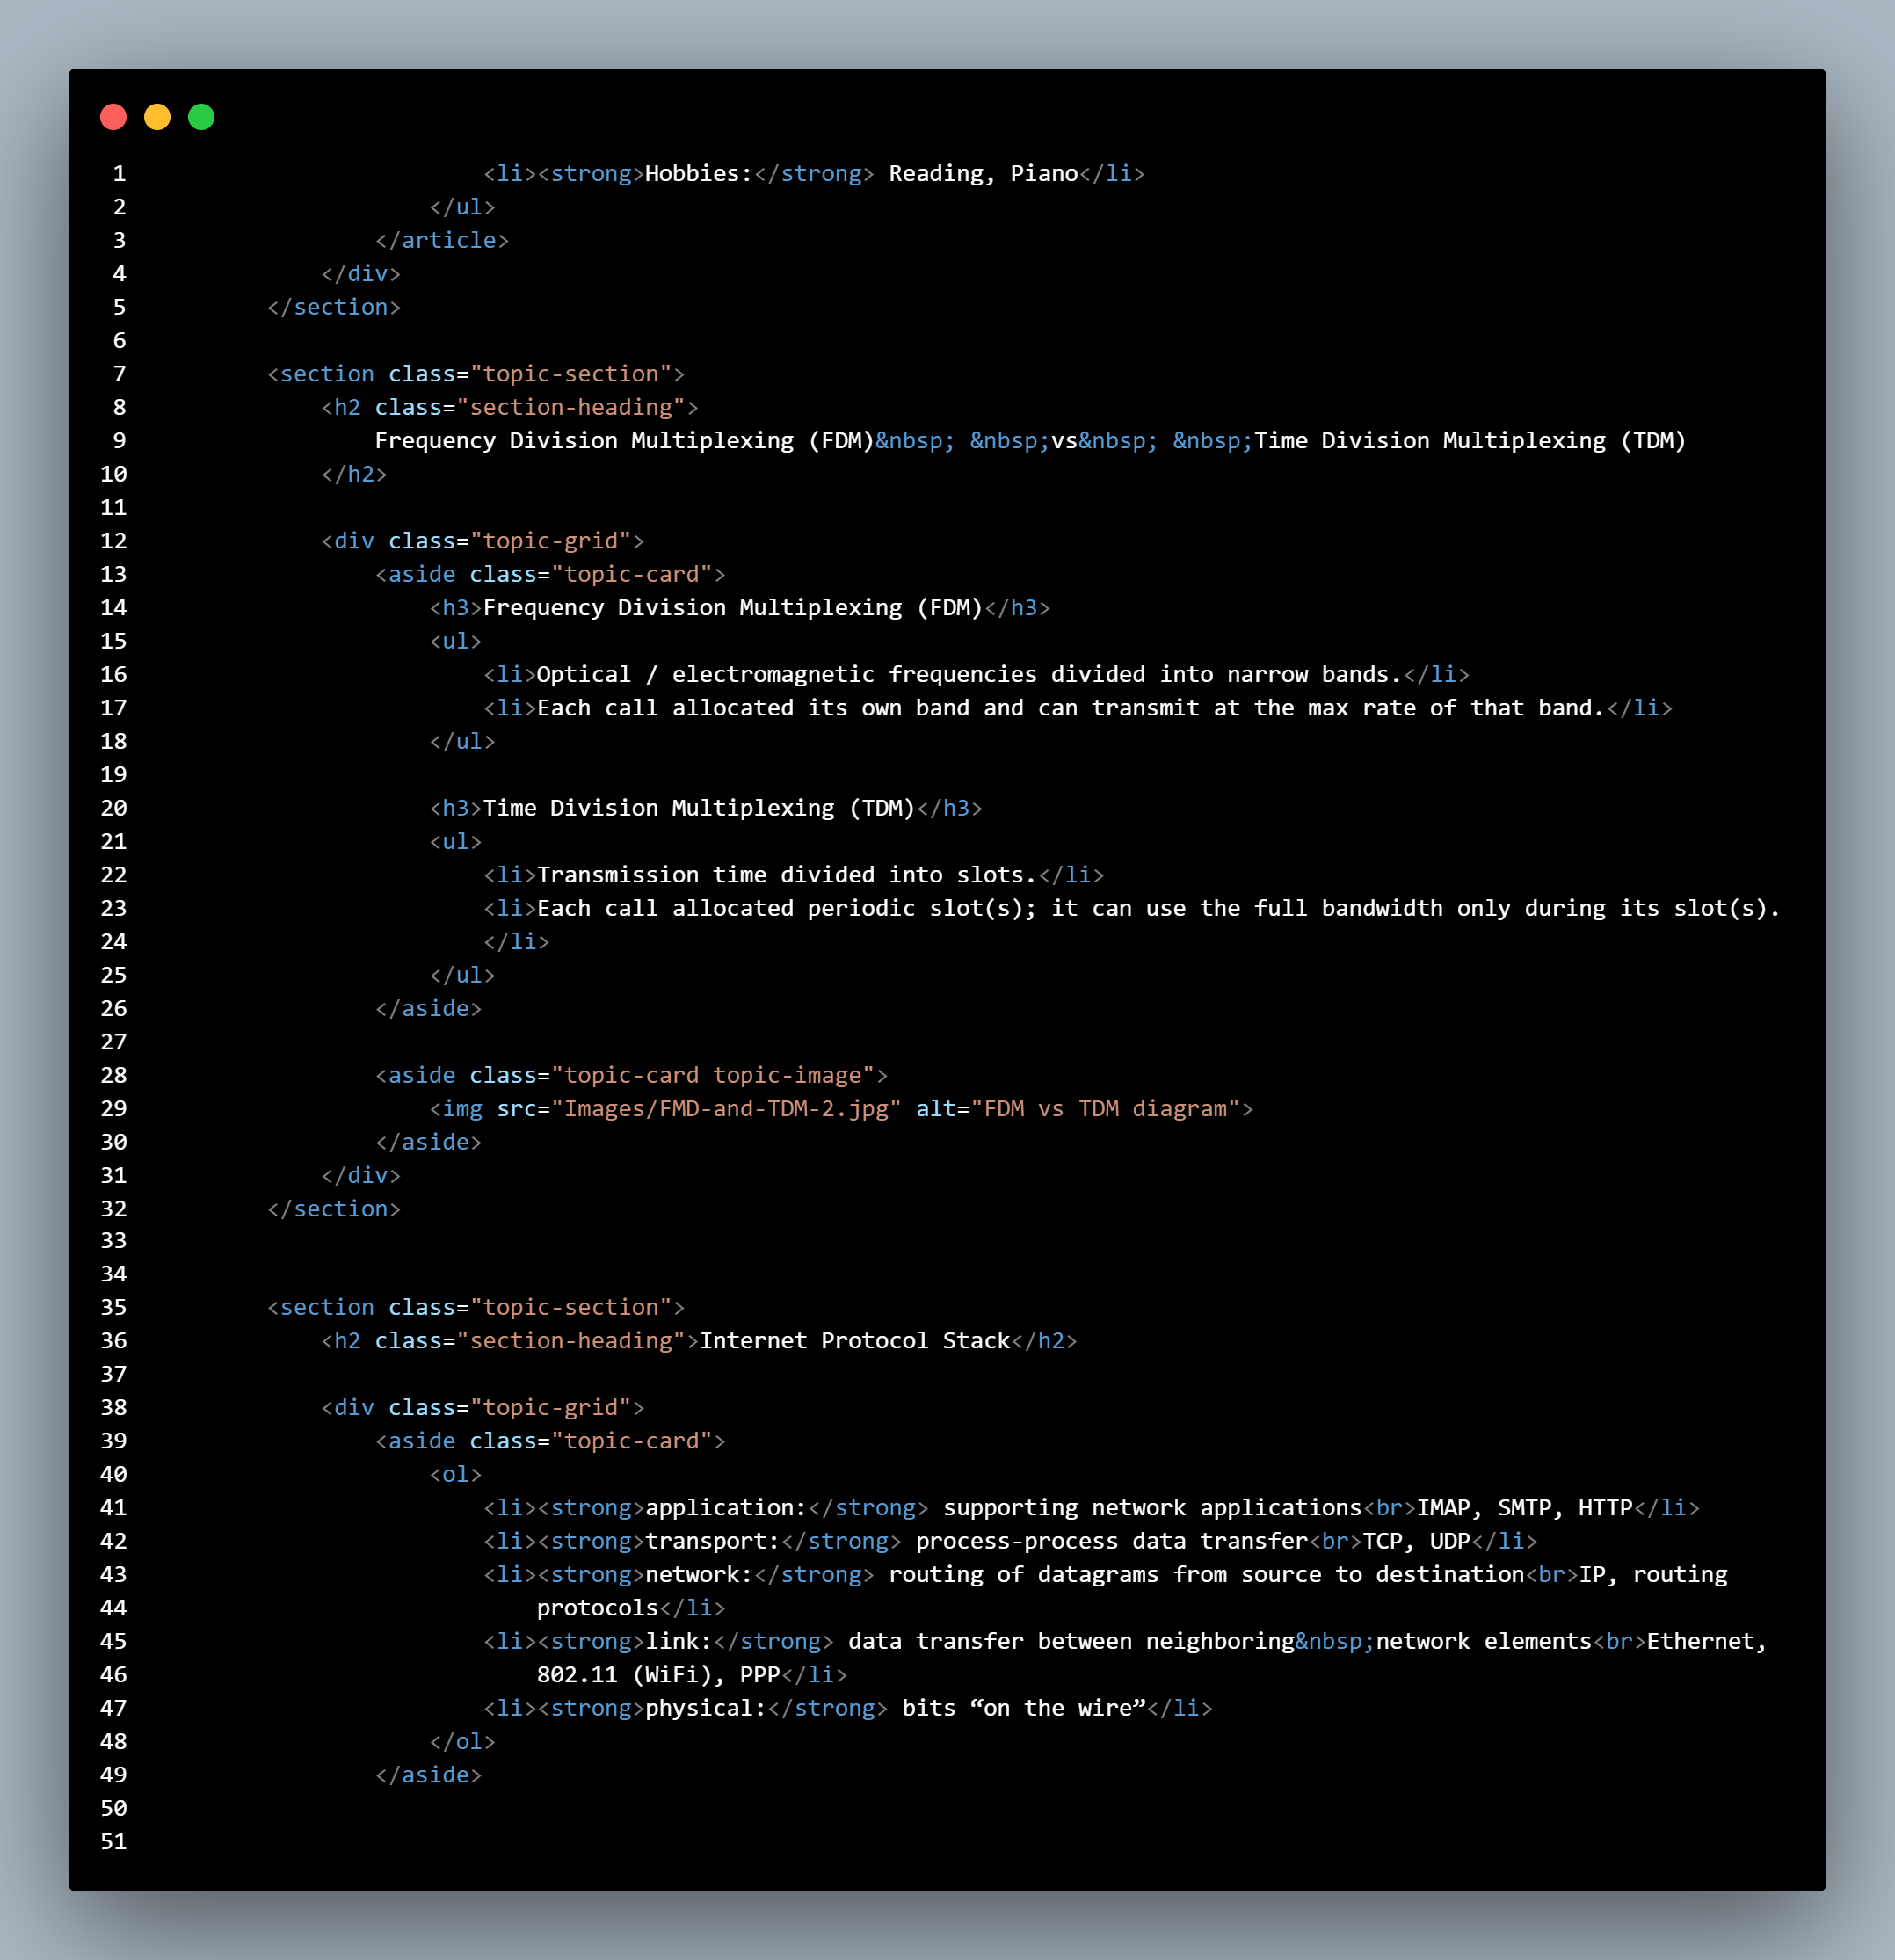 1                          <li><strong>Hobbies:</strong> Reading, Piano</li>
2                      </ul>
3                  </article>
4              </div>
5          </section>
6
7          <section class="topic-section">
8              <h2 class="section-heading">
9                  Frequency Division Multiplexing (FDM)&nbsp; &nbsp;vs&nbsp; &nbsp;Time Division Multiplexing (TDM)
10             </h2>
11
12             <div class="topic-grid">
13                 <aside class="topic-card">
14                     <h3>Frequency Division Multiplexing (FDM)</h3>
15                     <ul>
16                         <li>Optical / electromagnetic frequencies divided into narrow bands.</li>
17                         <li>Each call allocated its own band and can transmit at the max rate of that band.</li>
18                     </ul>
19
20                     <h3>Time Division Multiplexing (TDM)</h3>
21                     <ul>
22                         <li>Transmission time divided into slots.</li>
23                         <li>Each call allocated periodic slot(s); it can use the full bandwidth only during its slot(s).
24                         </li>
25                     </ul>
26                 </aside>
27
28                 <aside class="topic-card topic-image">
29                     <img src="Images/FMD-and-TDM-2.jpg" alt="FDM vs TDM diagram">
30                 </aside>
31             </div>
32         </section>
33
34
35         <section class="topic-section">
36             <h2 class="section-heading">Internet Protocol Stack</h2>
37
38             <div class="topic-grid">
39                 <aside class="topic-card">
40                     <ol>
41                         <li><strong>application:</strong> supporting network applications<br>IMAP, SMTP, HTTP</li>
42                         <li><strong>transport:</strong> process-process data transfer<br>TCP, UDP</li>
43                         <li><strong>network:</strong> routing of datagrams from source to destination<br>IP, routing
44                             protocols</li>
45                         <li><strong>link:</strong> data transfer between neighboring&nbsp;network elements<br>Ethernet,
46                             802.11 (WiFi), PPP</li>
47                         <li><strong>physical:</strong> bits “on the wire”</li>
48                     </ol>
49                 </aside>
50
51